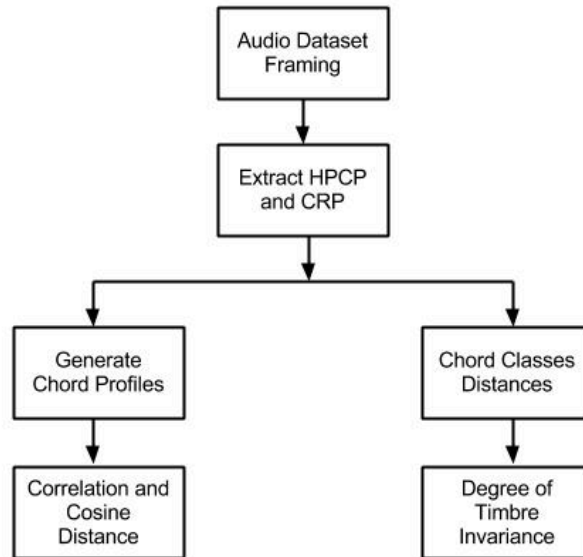 Audio Dataset
Framing
Extract HPCP
and CRP
Generate
Chord Profiles
Chord Classes
Distances
Correlation and
Cosine
Distance
Degree of
Timbre
Invariance